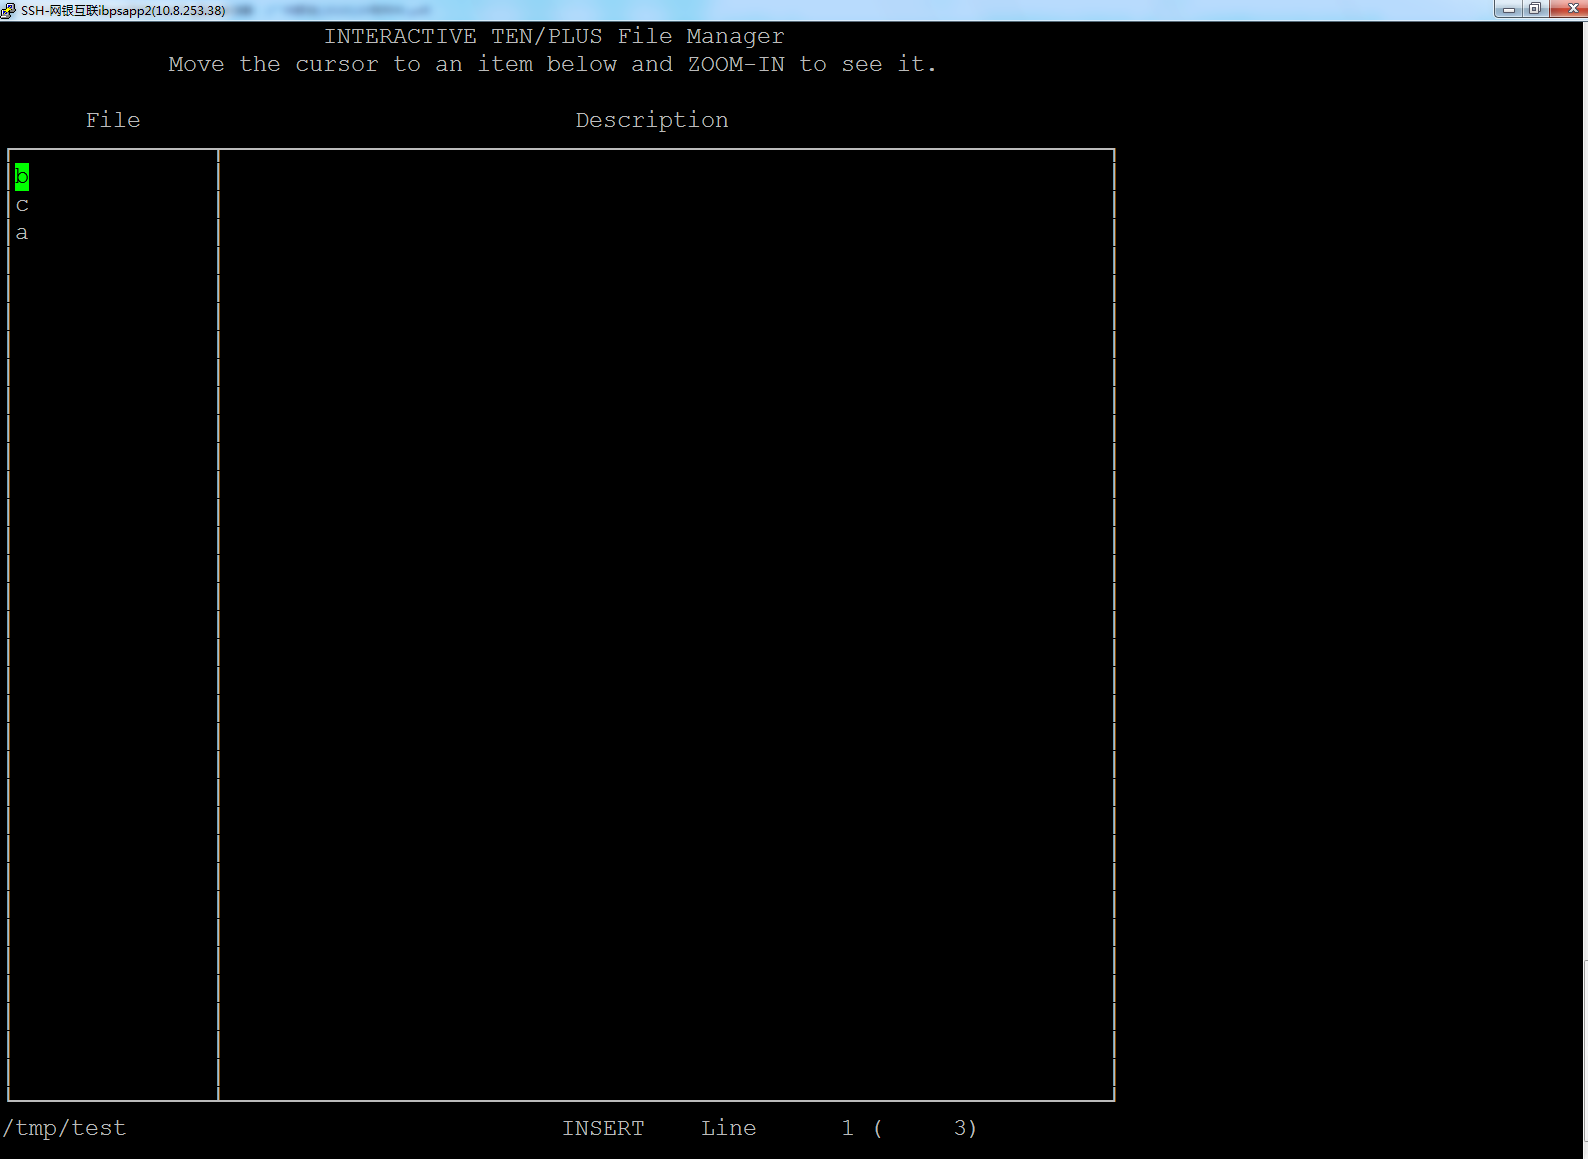 SSH-网银互联ibpsapp2(10.8.253.38)
INTERACTIVE TEN/PLUS File Manager
Move the cursor to an item below and ZOOM-IN to see it.
File Description
b
c
a
/tmp/test INSERT Line 1 ( 3)